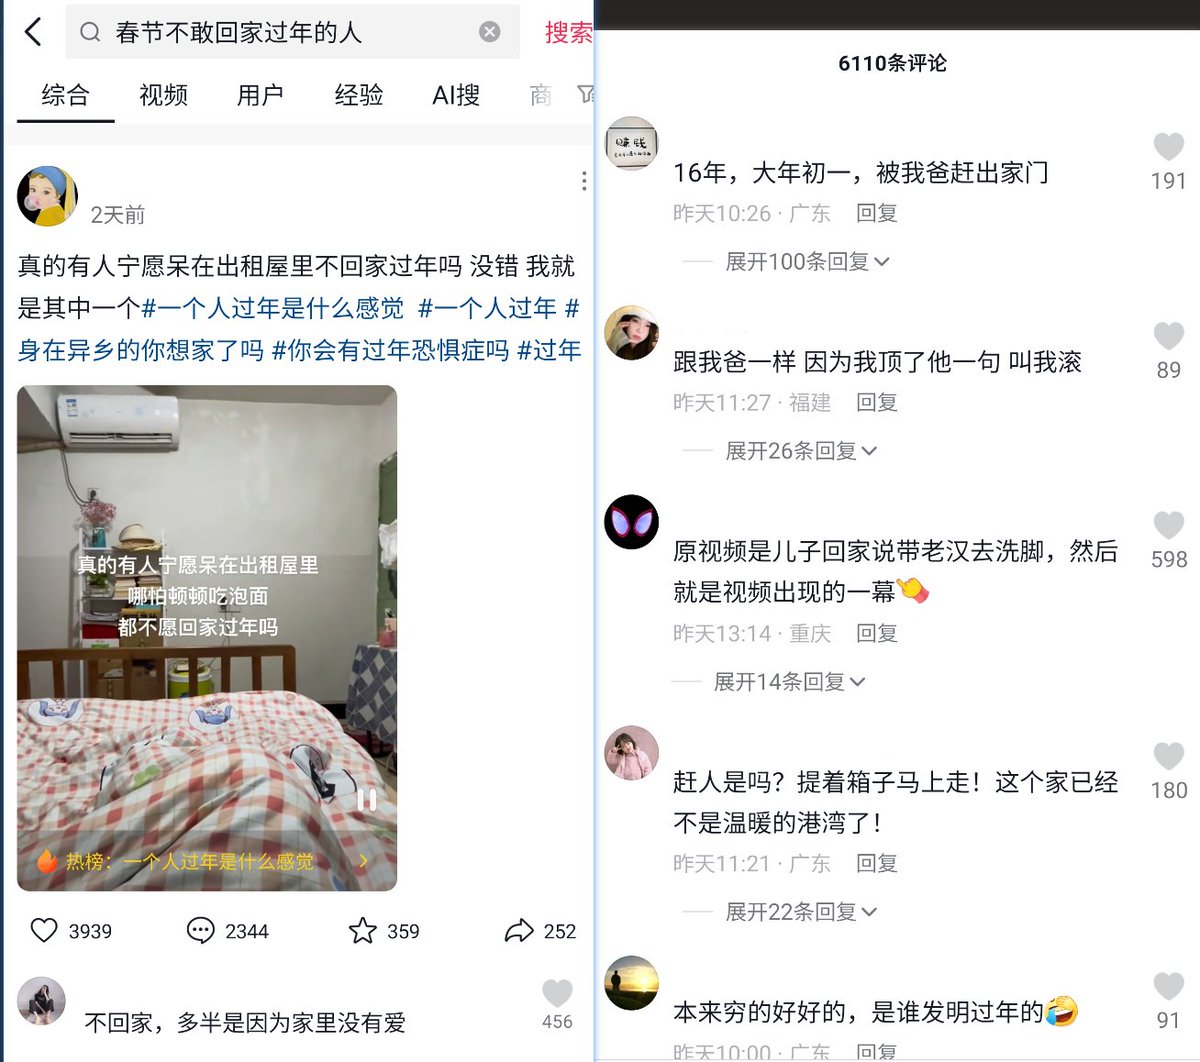 春节不敢回家过年的人
搜索
综合
视频
用户
经验
AI搜
商
2天前
真的有人宁愿呆在出租屋里不回家过年吗 没错 我就
是其中一个#一个人过年是什么感觉 #一个人过年 #
身在异乡的你想家了吗 #你会有过年恐惧症吗 #过年
真的有人宁愿呆在出租屋里
哪怕顿顿吃泡面
都不愿回家过年吗
热榜：一个人过年是什么感觉
3939
2344
359
252
不回家，多半是因为家里没有爱
456
6110条评论
赚钱
16年，大年初一，被我爸赶出家门
191
昨天10:26 · 广东 回复
展开100条回复
跟我爸一样 因为我顶了他一句 叫我滚
89
昨天11:27 · 福建 回复
展开26条回复
原视频是儿子回家说带老汉去洗脚，然后
就是视频出现的一幕
598
昨天13:14 · 重庆 回复
展开14条回复
赶人是吗？提着箱子马上走！这个家已经
不是温暖的港湾了！
180
昨天11:21 · 广东 回复
展开22条回复
本来穷的好好的，是谁发明过年的
91
昨天10:00 · 广东 回复